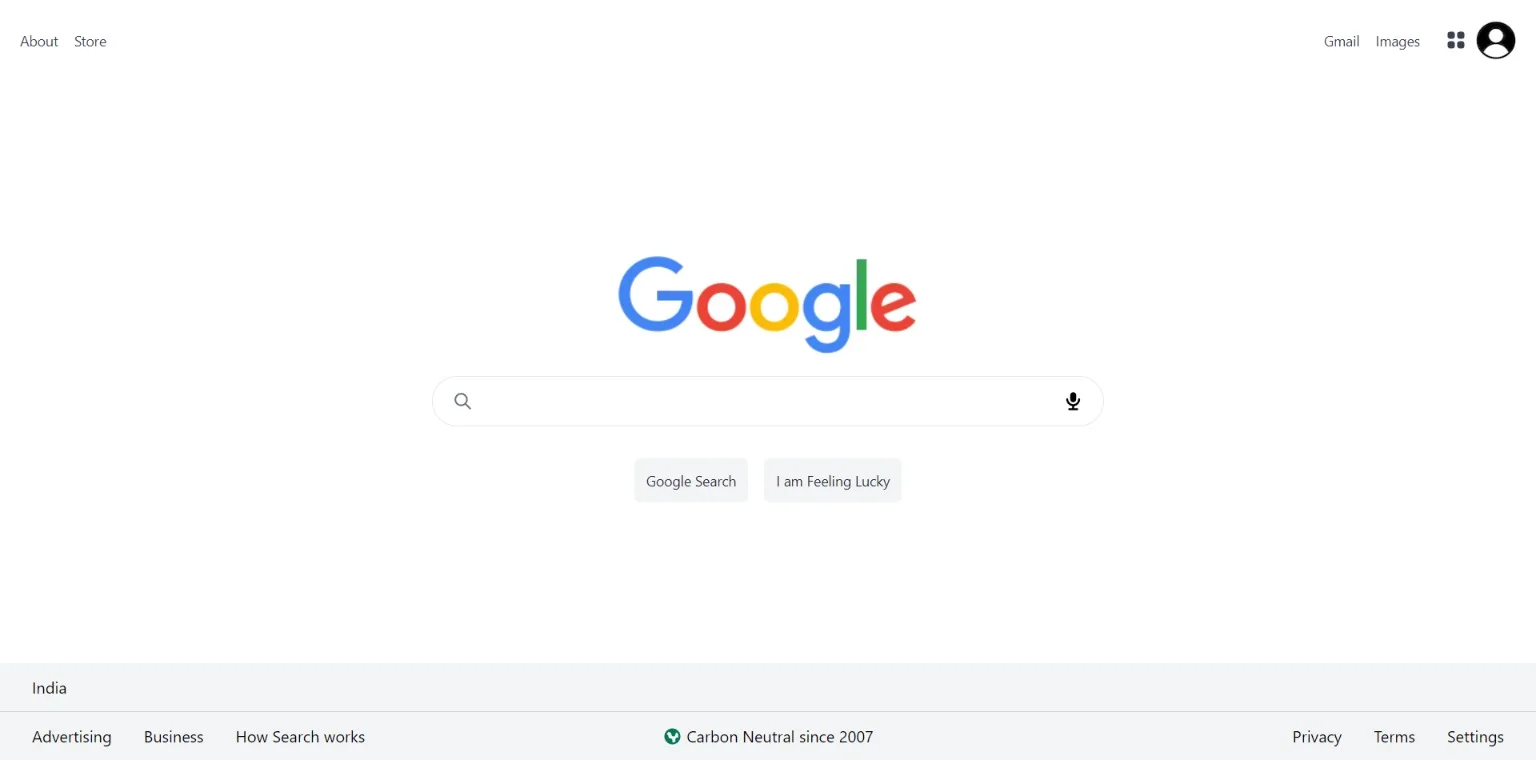 About Store
Gmail Images
Google
Google Search
I am Feeling Lucky
India
Advertising Business How Search works
Carbon Neutral since 2007
Privacy Terms Settings